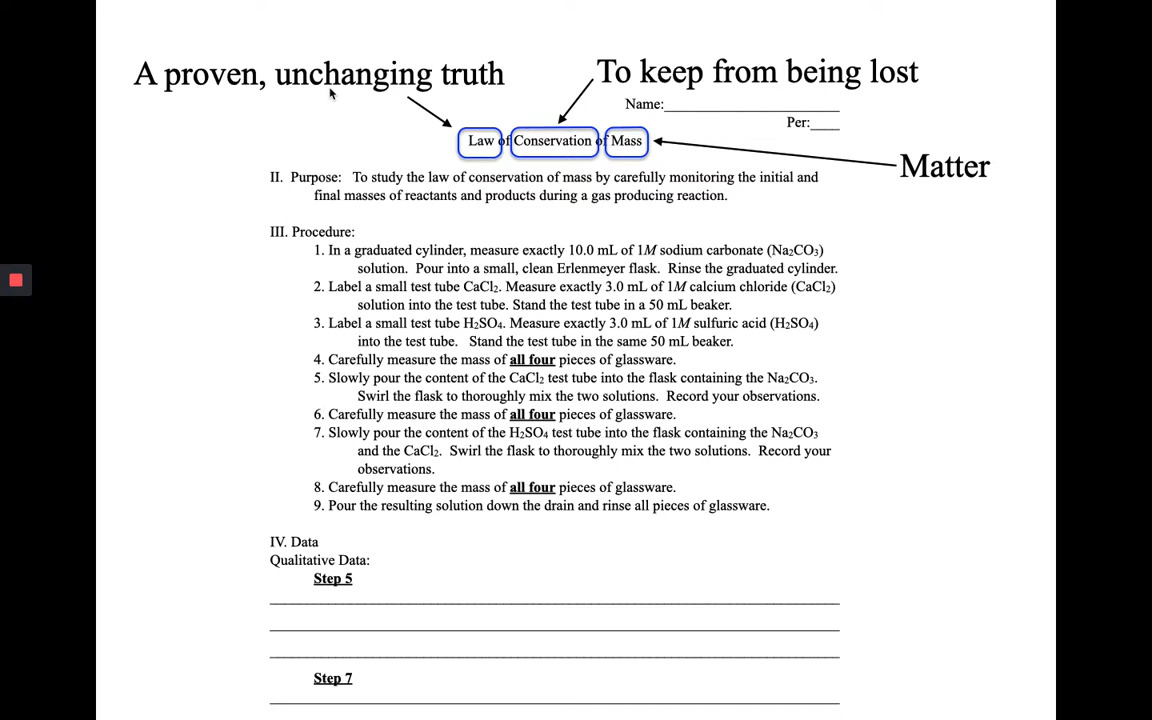 A proven, unchanging truth
To keep from being lost
Name:________________________
Per:____
Law of Conservation of Mass
Matter
II. Purpose: To study the law of conservation of mass by carefully monitoring the initial and
final masses of reactants and products during a gas producing reaction.
III. Procedure:
1. In a graduated cylinder, measure exactly 10.0 mL of 1M sodium carbonate (Na₂CO₃)
solution. Pour into a small, clean Erlenmeyer flask. Rinse the graduated cylinder.
2. Label a small test tube CaCl₂. Measure exactly 3.0 mL of 1M calcium chloride (CaCl₂)
solution into the test tube. Stand the test tube in a 50 mL beaker.
3. Label a small test tube H₂SO₄. Measure exactly 3.0 mL of 1M sulfuric acid (H₂SO₄)
into the test tube. Stand the test tube in the same 50 mL beaker.
4. Carefully measure the mass of all four pieces of glassware.
5. Slowly pour the content of the CaCl₂ test tube into the flask containing the Na₂CO₃.
Swirl the flask to thoroughly mix the two solutions. Record your observations.
6. Carefully measure the mass of all four pieces of glassware.
7. Slowly pour the content of the H₂SO₄ test tube into the flask containing the Na₂CO₃
and the CaCl₂. Swirl the flask to thoroughly mix the two solutions. Record your
observations.
8. Carefully measure the mass of all four pieces of glassware.
9. Pour the resulting solution down the drain and rinse all pieces of glassware.
IV. Data
Qualitative Data:
Step 5
Step 7